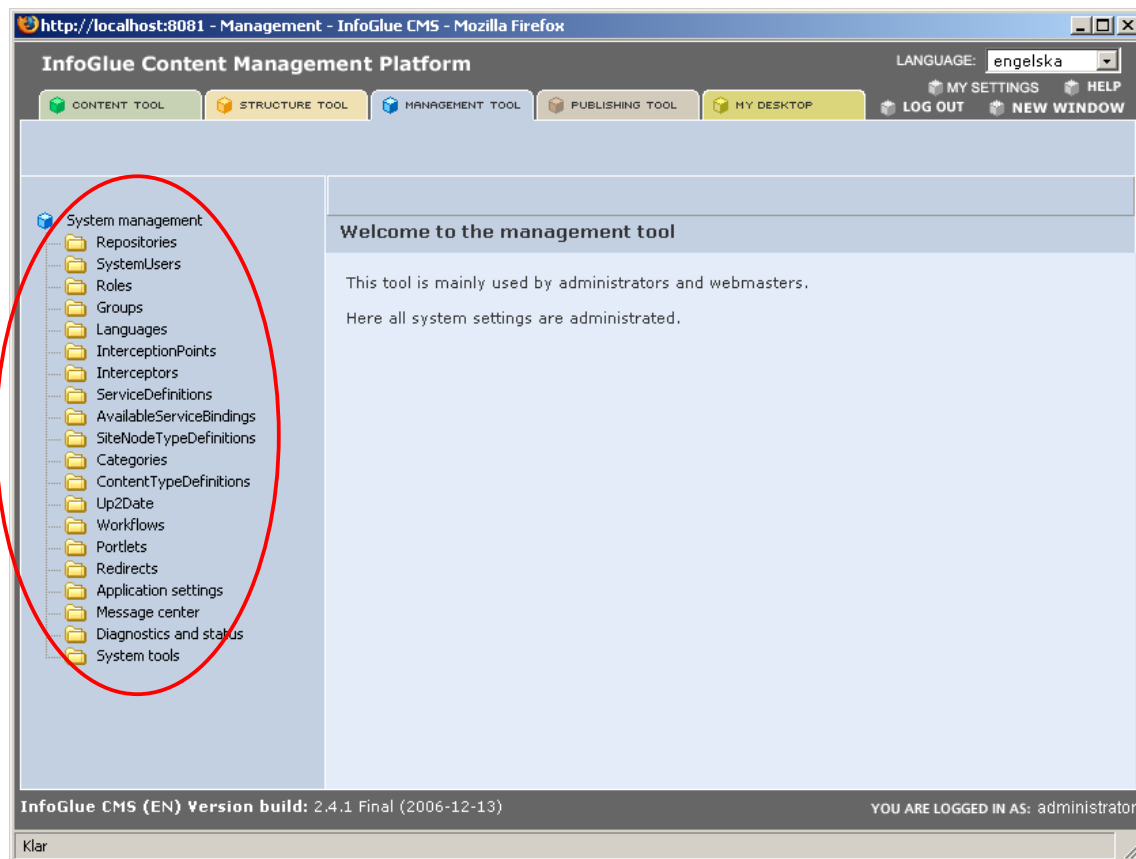 http://localhost:8081 - Management - InfoGlue CMS - Mozilla Firefox
InfoGlue Content Management Platform
LANGUAGE: engelska
MY SETTINGS HELP
CONTENT TOOL STRUCTURE TOOL MANAGEMENT TOOL PUBLISHING TOOL MY DESKTOP
LOG OUT NEW WINDOW
System management
Repositories
SystemUsers
Roles
Groups
Languages
InterceptionPoints
Interceptors
ServiceDefinitions
AvailableServiceBindings
SiteNodeTypeDefinitions
Categories
ContentTypeDefinitions
Up2Date
Workflows
Portlets
Redirects
Application settings
Message center
Diagnostics and status
System tools
Welcome to the management tool
This tool is mainly used by administrators and webmasters.
Here all system settings are administrated.
InfoGlue CMS (EN) Version build: 2.4.1 Final (2006-12-13)
YOU ARE LOGGED IN AS: administrator
Klar